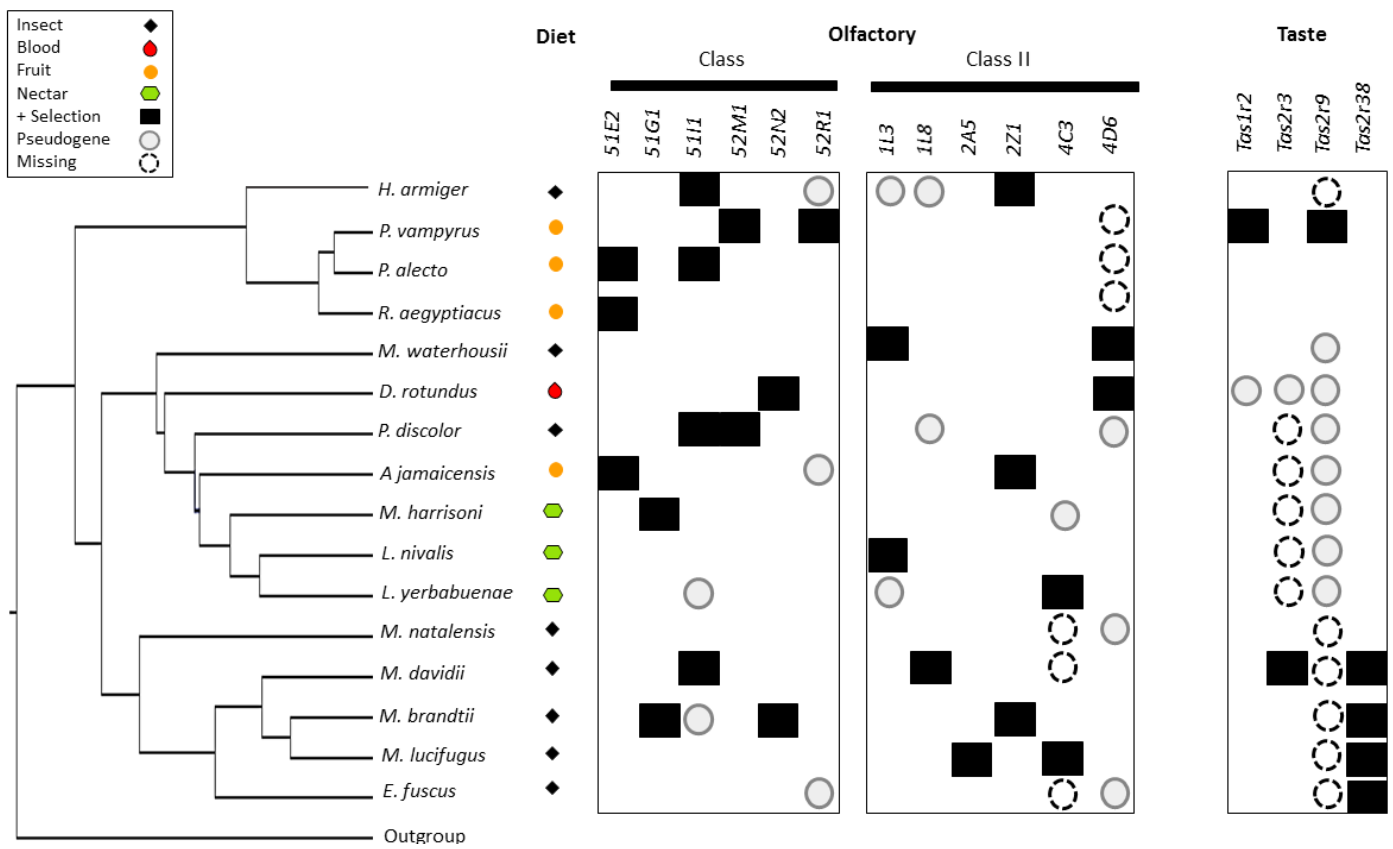 Insect
Blood
Fruit
Nectar
+ Selection
Pseudogene
Missing
Diet
Olfactory
Taste
Class
Class II
51E2
51G1
51I1
52M1
52N2
52R1
1L3
1L8
2A5
2Z1
4C3
4D6
Tas1r2
Tas2r3
Tas2r9
Tas2r38
H. armiger
P. vampyrus
P. alecto
R. aegyptiacus
M. waterhousii
D. rotundus
P. discolor
A jamaicensis
M. harrisoni
L. nivalis
L. yerbabuenae
M. natalensis
M. davidii
M. brandtii
M. lucifugus
E. fuscus
Outgroup